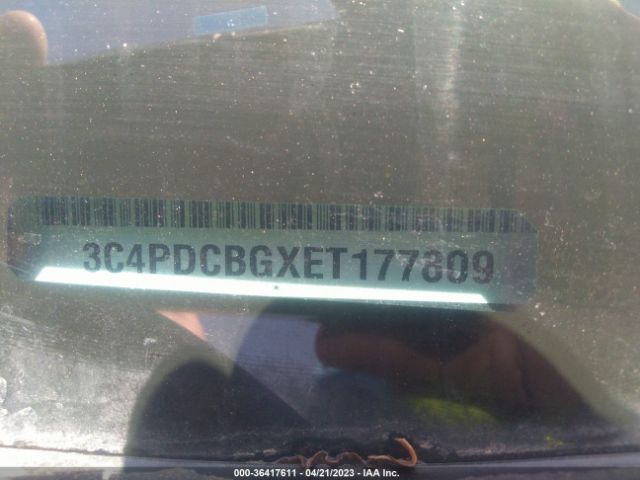 3C4PDCBGXET177809
000-36417611 - 04/21/2023 - IAA Inc.